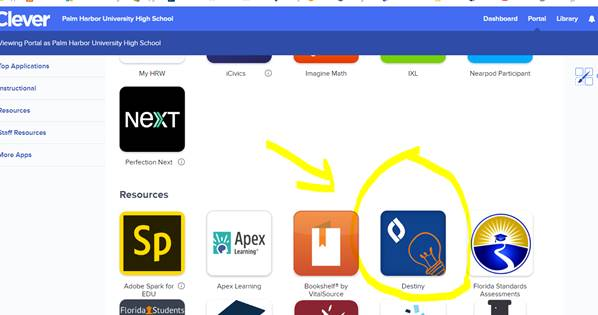 Clever Palm Harbor University High School Dashboard Portal Library
Viewing Portal as Palm Harbor University High School
Top Applications
Instructional
Resources
Staff Resources
More Apps
My HRW iCivics Imagine Math IXL Nearpod Participant
NEXT
Perfection Next
Resources
Sp Apex Learning
Adobe Spark for EDU Apex Learning Bookshelf® by VitalSource Destiny Florida Standards Assessments
Florida Students